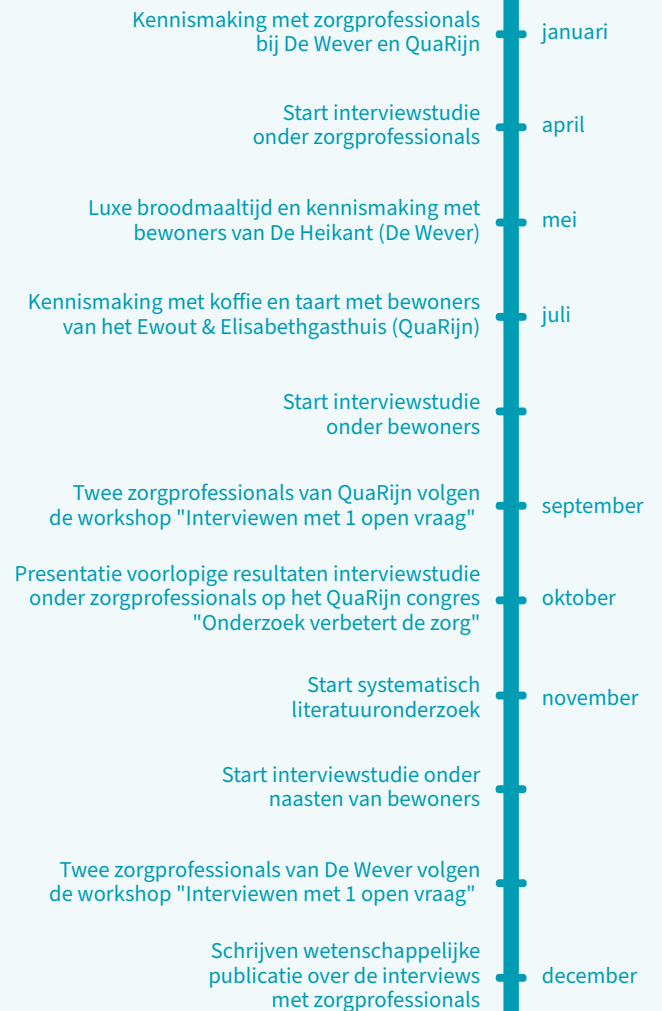 Kennismaking met zorgprofessionals
bij De Wever en QuaRijn
januari
Start interviewstudie
onder zorgprofessionals
april
Luxe broodmaaltijd en kennismaking met
bewoners van De Heikant (De Wever)
mei
Kennismaking met koffie en taart met bewoners
van het Ewout & Elisabethgasthuis (QuaRijn)
juli
Start interviewstudie
onder bewoners
Twee zorgprofessionals van QuaRijn volgen
de workshop "Interviewen met 1 open vraag"
september
Presentatie voorlopige resultaten interviewstudie
onder zorgprofessionals op het QuaRijn congres
"Onderzoek verbetert de zorg"
oktober
Start systematisch
literatuuronderzoek
november
Start interviewstudie onder
naasten van bewoners
Twee zorgprofessionals van De Wever volgen
de workshop "Interviewen met 1 open vraag"
Schrijven wetenschappelijke
publicatie over de interviews
met zorgprofessionals
december